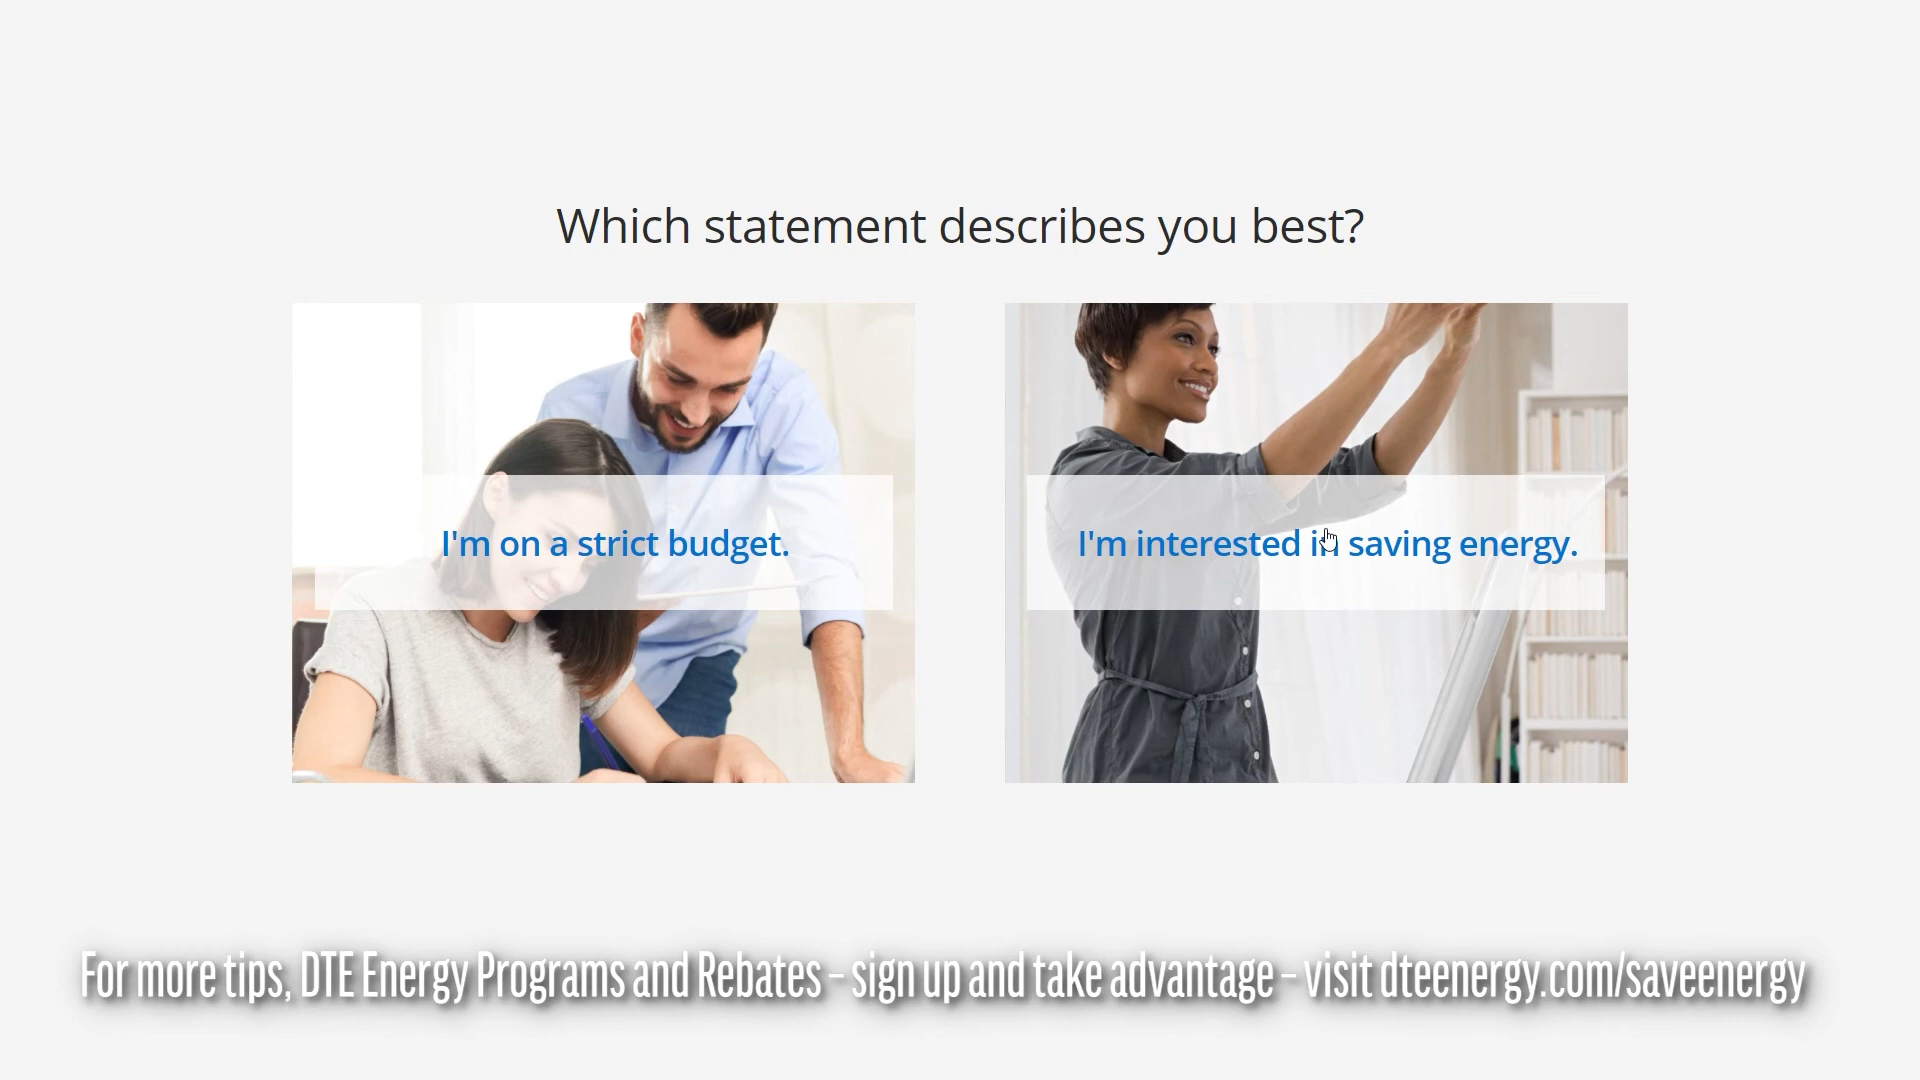 Which statement describes you best?
I'm on a strict budget.
I'm interested in saving energy.
For more tips, DTE Energy Programs and Rebates – sign up and take advantage – visit dteenergy.com/saveenergy